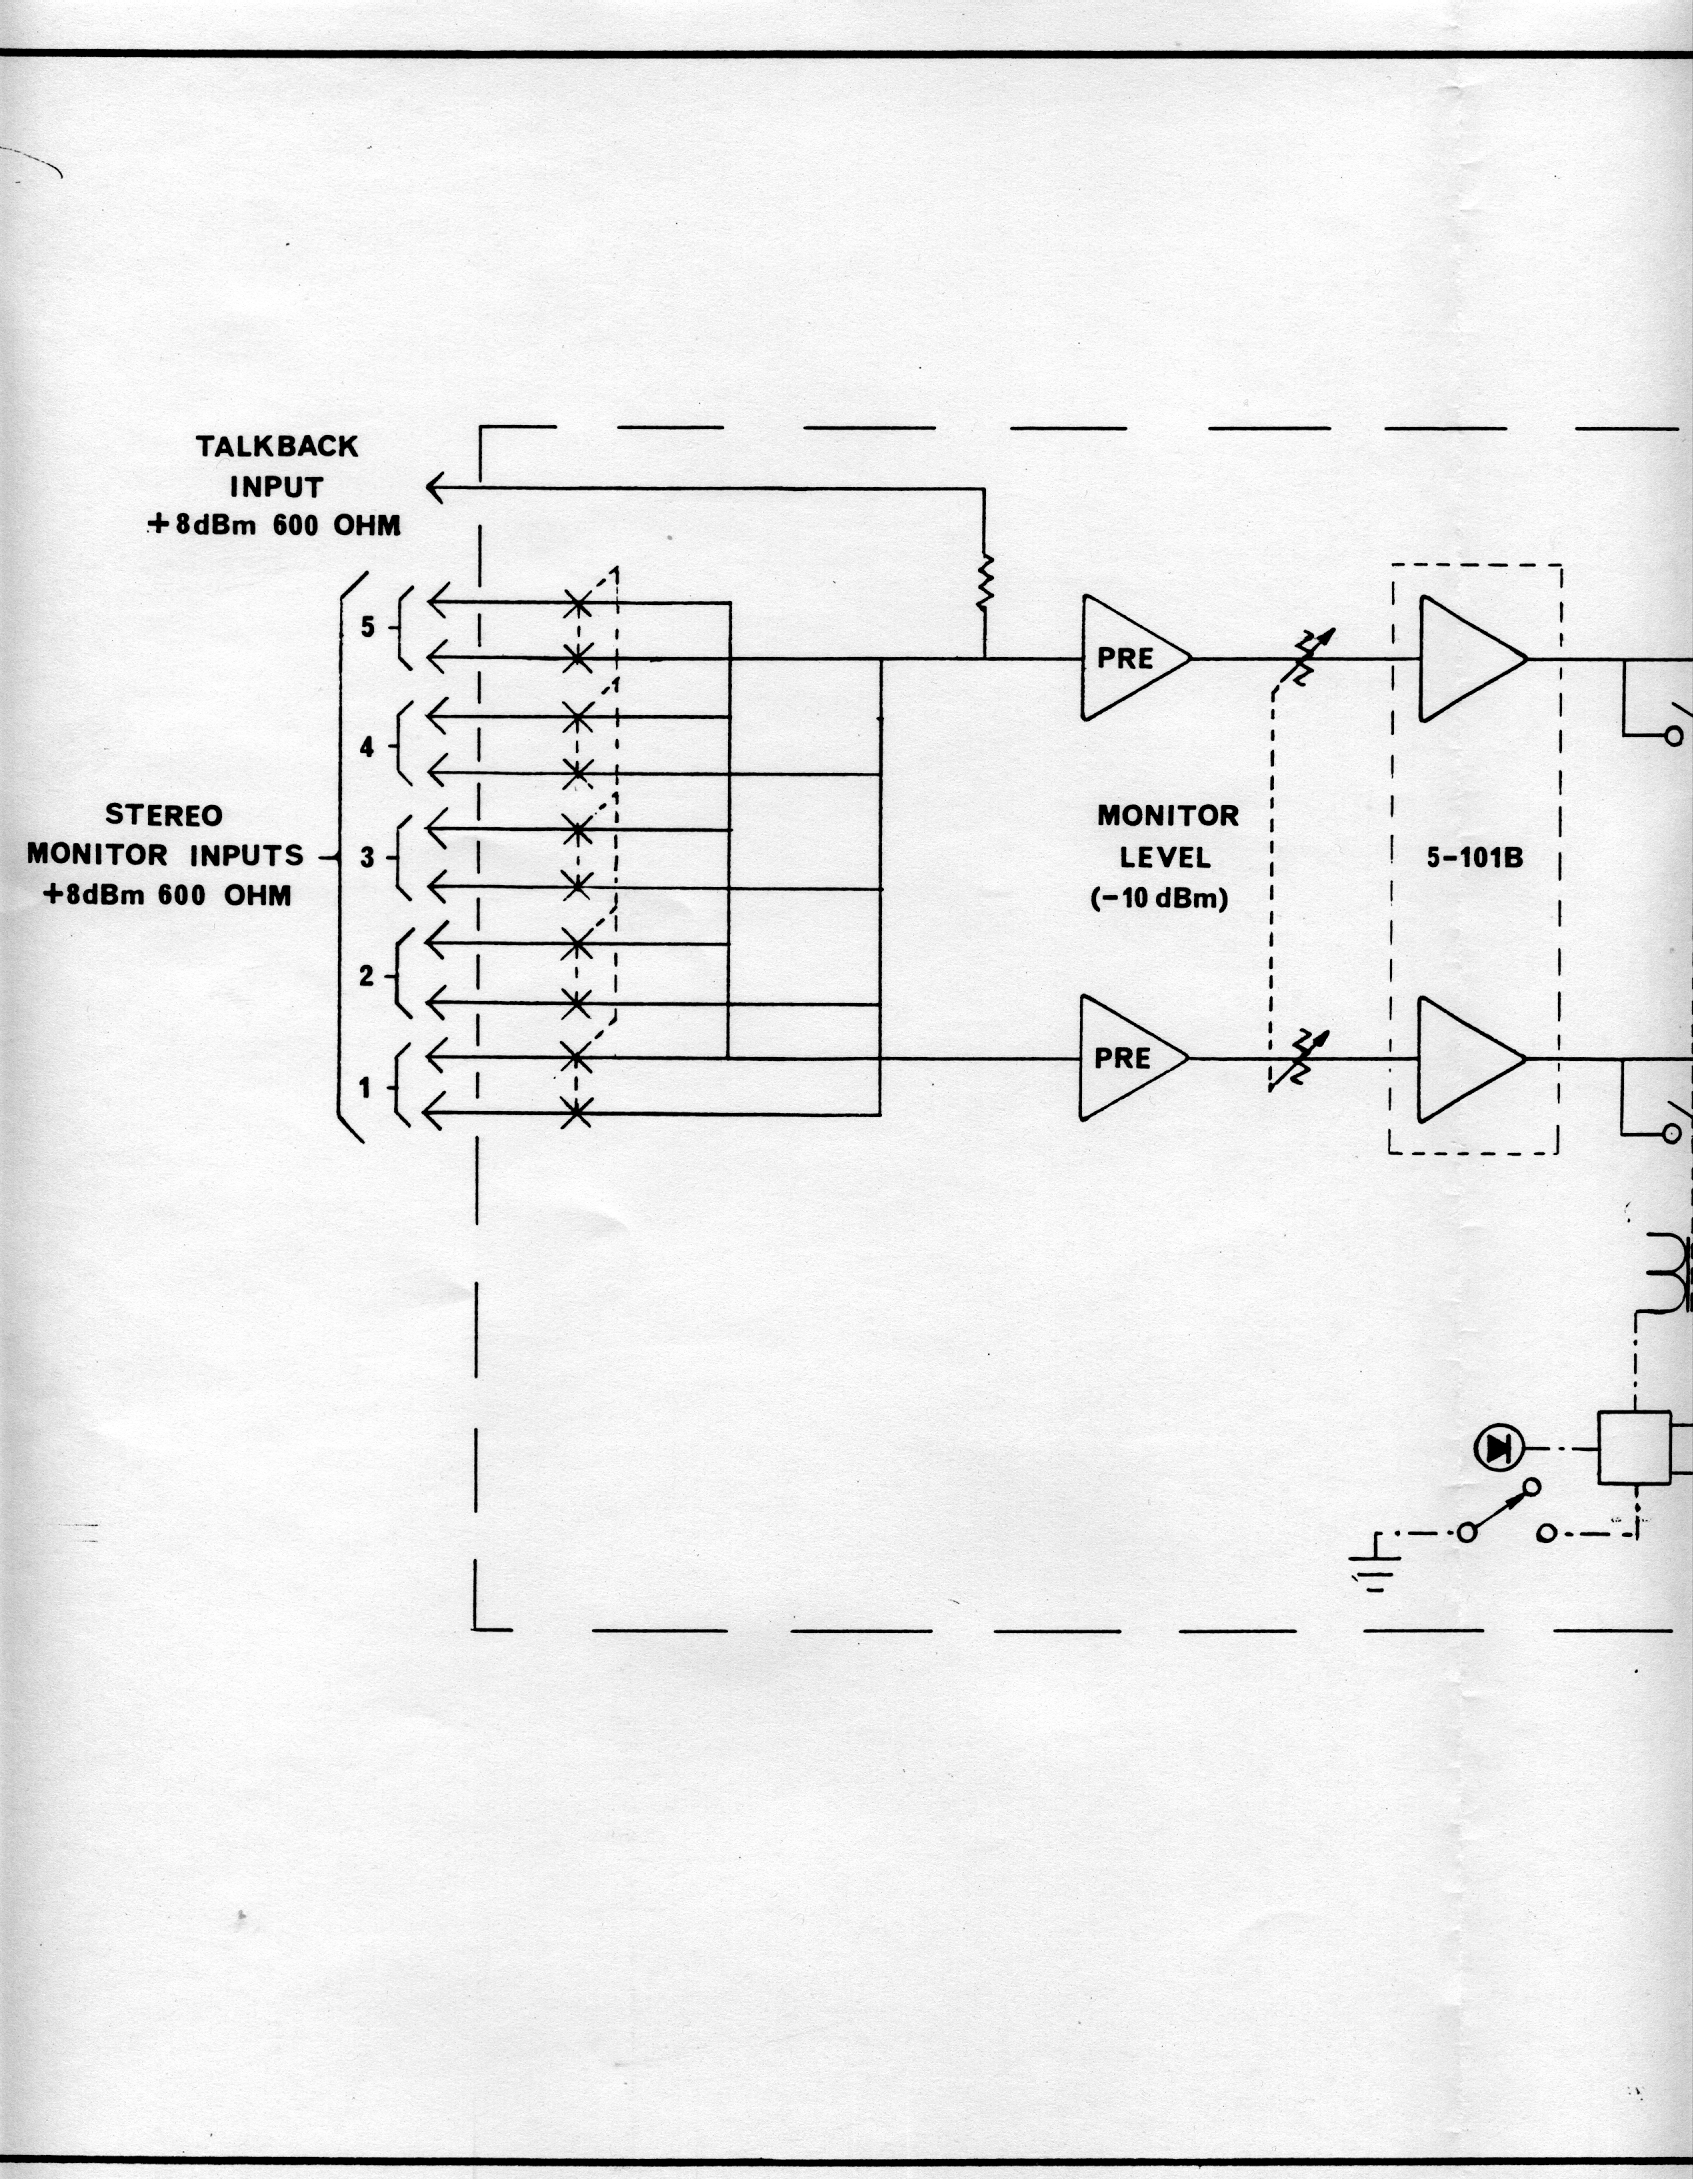 TALKBACK
INPUT
+8dBm 600 OHM
5
4
STEREO
MONITOR INPUTS
+8dBm 600 OHM
3
2
1
PRE
PRE
MONITOR
LEVEL
(-10 dBm)
5-101B